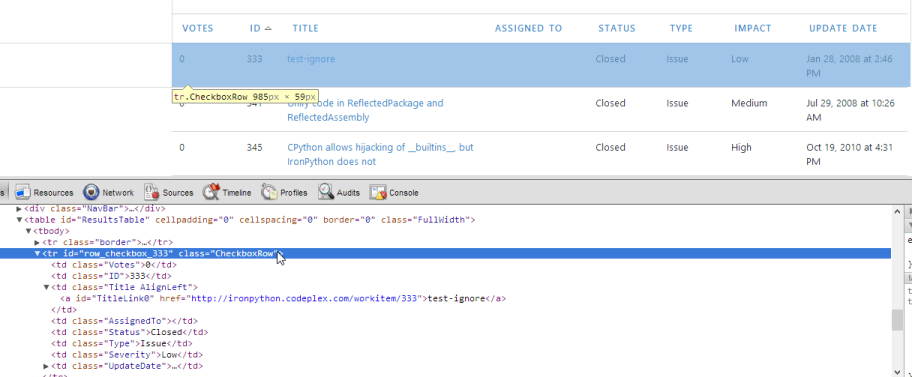 VOTES ID TITLE ASSIGNED TO STATUS TYPE IMPACT UPDATE DATE
0 333 test-ignore Closed Issue Low Jan 28, 2008 at 2:46
PM
tr.CheckboxRow 985px × 59px
0 341 Unify code in ReflectedPackage and Closed Issue Medium Jul 29, 2008 at 10:26
ReflectedAssembly AM
0 345 CPython allows hijacking of __builtins__, but Closed Issue High Oct 19, 2010 at 4:31
IronPython does not PM
s Resources Network Sources Timeline Profiles Audits Console
▶<div class="NavBar">…</div>
▼<table id="ResultsTable" cellpadding="0" cellspacing="0" border="0" class="FullWidth">
▼<tbody>
▶<tr class="border">…</tr>
▼<tr id="row_checkbox_333" class="CheckboxRow">
<td class="Votes">0</td>
<td class="ID">333</td>
▼<td class="Title AlignLeft">
<a id="TitleLink0" href="http://ironpython.codeplex.com/workitem/333">test-ignore</a>
</td>
<td class="AssignedTo"></td>
<td class="Status">Closed</td>
<td class="Type">Issue</td>
<td class="Severity">Low</td>
▶<td class="UpdateDate">…</td>
</tr>